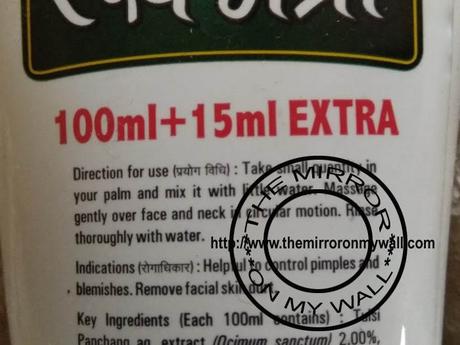 100ml+15ml EXTRA
Direction for use (प्रयोग विधि) : Take small quantity in
your palm and mix it with little water. Massage
gently over face and neck in circular motion. Rinse
thoroughly with water.
Indications (रोगाधिकार) : Helpful to control pimples and
blemishes. Remove facial skin
Key Ingredients (Each 100ml contains) : Tulsi
Panchang aq. extract (Ocimum sanctum) 2.00%,
THE MIRROR
ON MY WALL
http://www.themirroronmywall.com